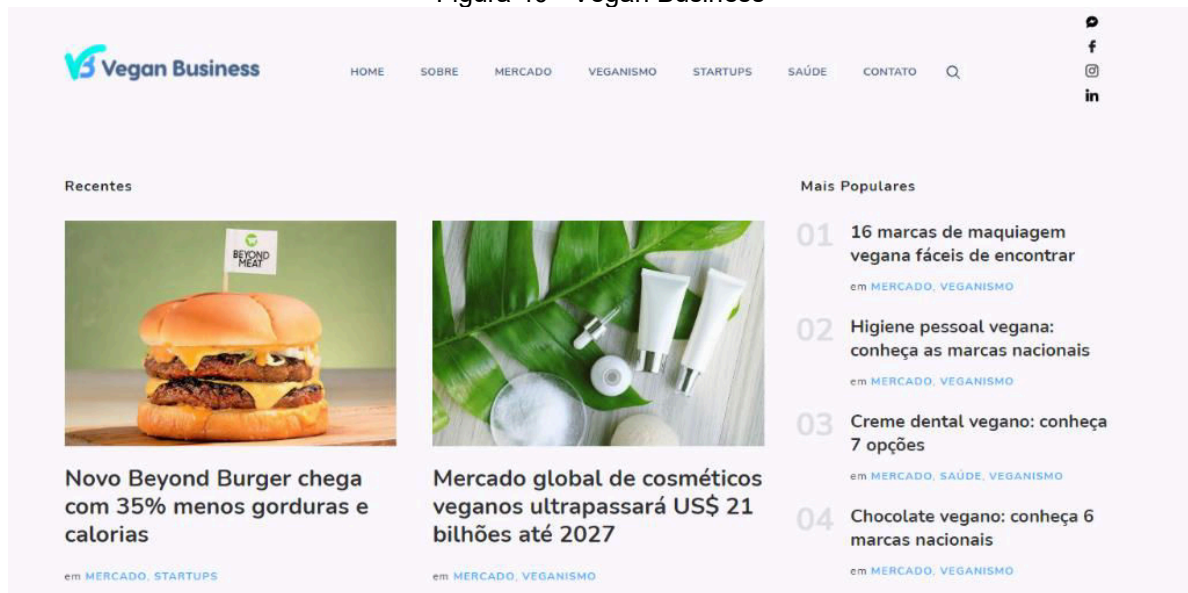 Vegan Business
VB Vegan Business
HOME SOBRE MERCADO VEGANISMO STARTUPS SAÚDE CONTATO
f
in
Recentes
BEYOND
MEAT
Novo Beyond Burger chega
com 35% menos gorduras e
calorias
em MERCADO, STARTUPS
Mercado global de cosméticos
veganos ultrapassará US$ 21
bilhões até 2027
em MERCADO, VEGANISMO
Mais Populares
01 16 marcas de maquiagem
vegana fáceis de encontrar
em MERCADO, VEGANISMO
02 Higiene pessoal vegana:
conheça as marcas nacionais
em MERCADO, VEGANISMO
03 Creme dental vegano: conheça
7 opções
em MERCADO, SAÚDE, VEGANISMO
04 Chocolate vegano: conheça 6
marcas nacionais
em MERCADO, VEGANISMO